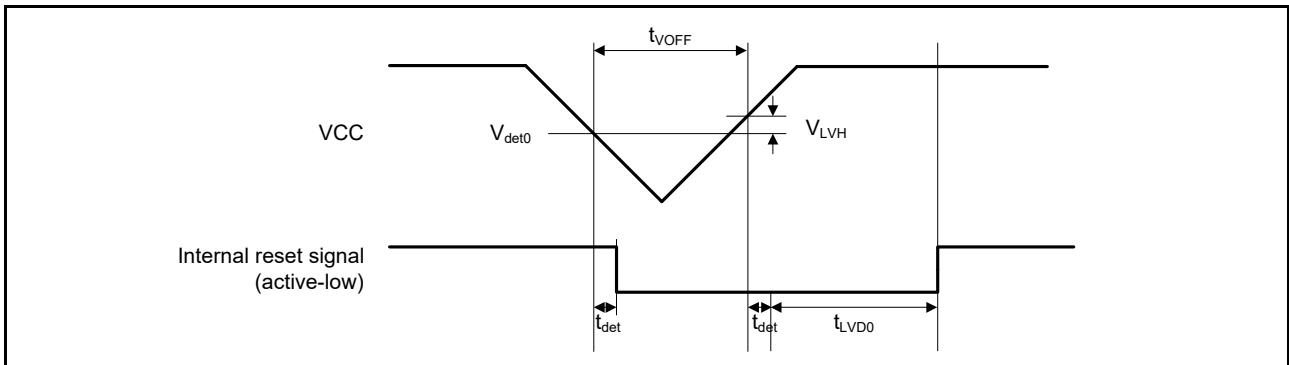 tVOFF
VCC
Vdet0
VLVH
Internal reset signal
(active-low)
tdet
tdet
tLVD0